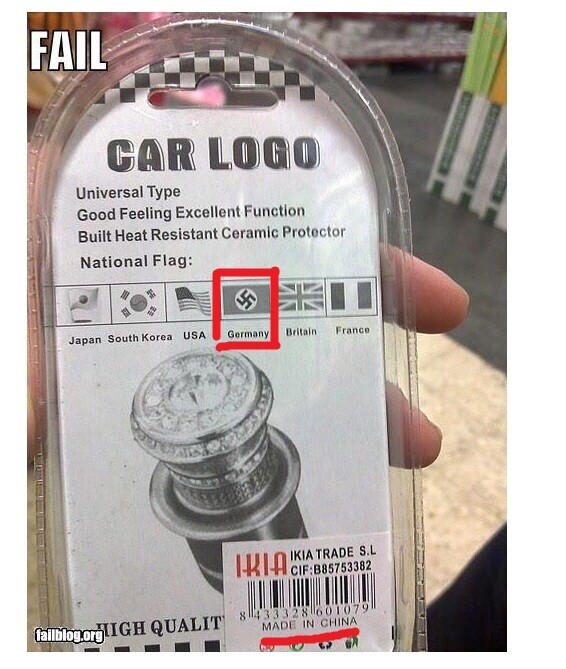 FAIL
CAR LOGO
Universal Type
Good Feeling Excellent Function
Built Heat Resistant Ceramic Protector
National Flag:
Japan South Korea USA Germany Britain France
IKIA IKIA TRADE S.L
CIF:B85753382
8 433328 601079
MADE IN CHINA
HIGH QUALIT
failblog.org